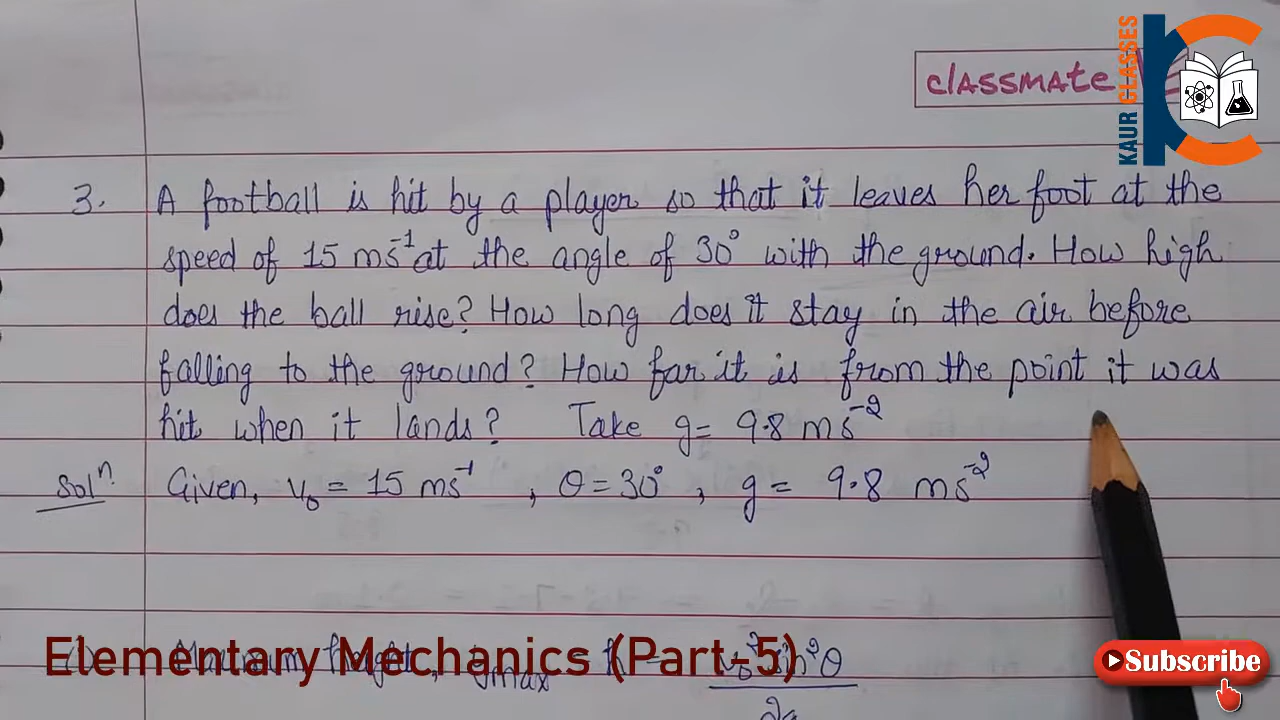 KAUR CLASSES
classmate
3. A football is hit by a player so that it leaves her foot at the
speed of 15 ms⁻¹ at the angle of 30° with the ground. How high
does the ball rise? How long does it stay in the air before
falling to the ground? How far it is from the point it was
hit when it lands? Take g = 9.8 ms⁻²
Solⁿ Given, v₀ = 15 ms⁻¹, θ = 30°, g = 9.8 ms⁻²
Elementary Mechanics (Part-5)
Subscribe